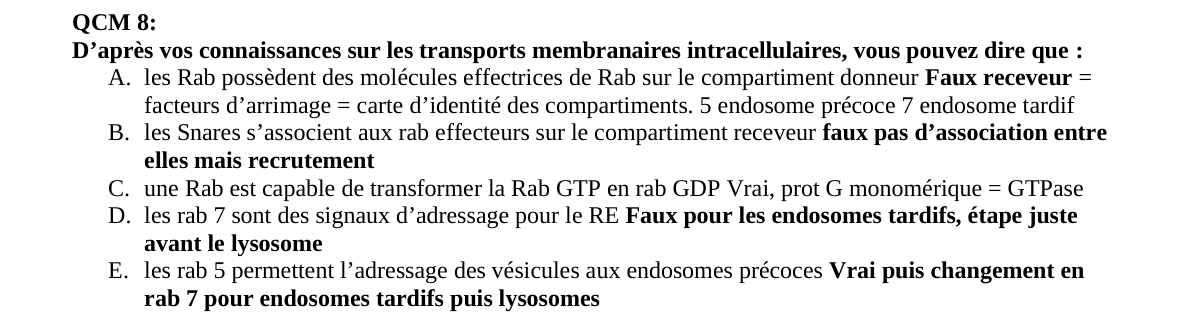 QCM 8:
D’après vos connaissances sur les transports membranaires intracellulaires, vous pouvez dire que :
A. les Rab possèdent des molécules effectrices de Rab sur le compartiment donneur Faux receveur =
facteurs d’arrimage = carte d’identité des compartiments. 5 endosome précoce 7 endosome tardif
B. les Snares s’associent aux rab effecteurs sur le compartiment receveur faux pas d’association entre
elles mais recrutement
C. une Rab est capable de transformer la Rab GTP en rab GDP Vrai, prot G monomérique = GTPase
D. les rab 7 sont des signaux d’adressage pour le RE Faux pour les endosomes tardifs, étape juste
avant le lysosome
E. les rab 5 permettent l’adressage des vésicules aux endosomes précoces Vrai puis changement en
rab 7 pour endosomes tardifs puis lysosomes